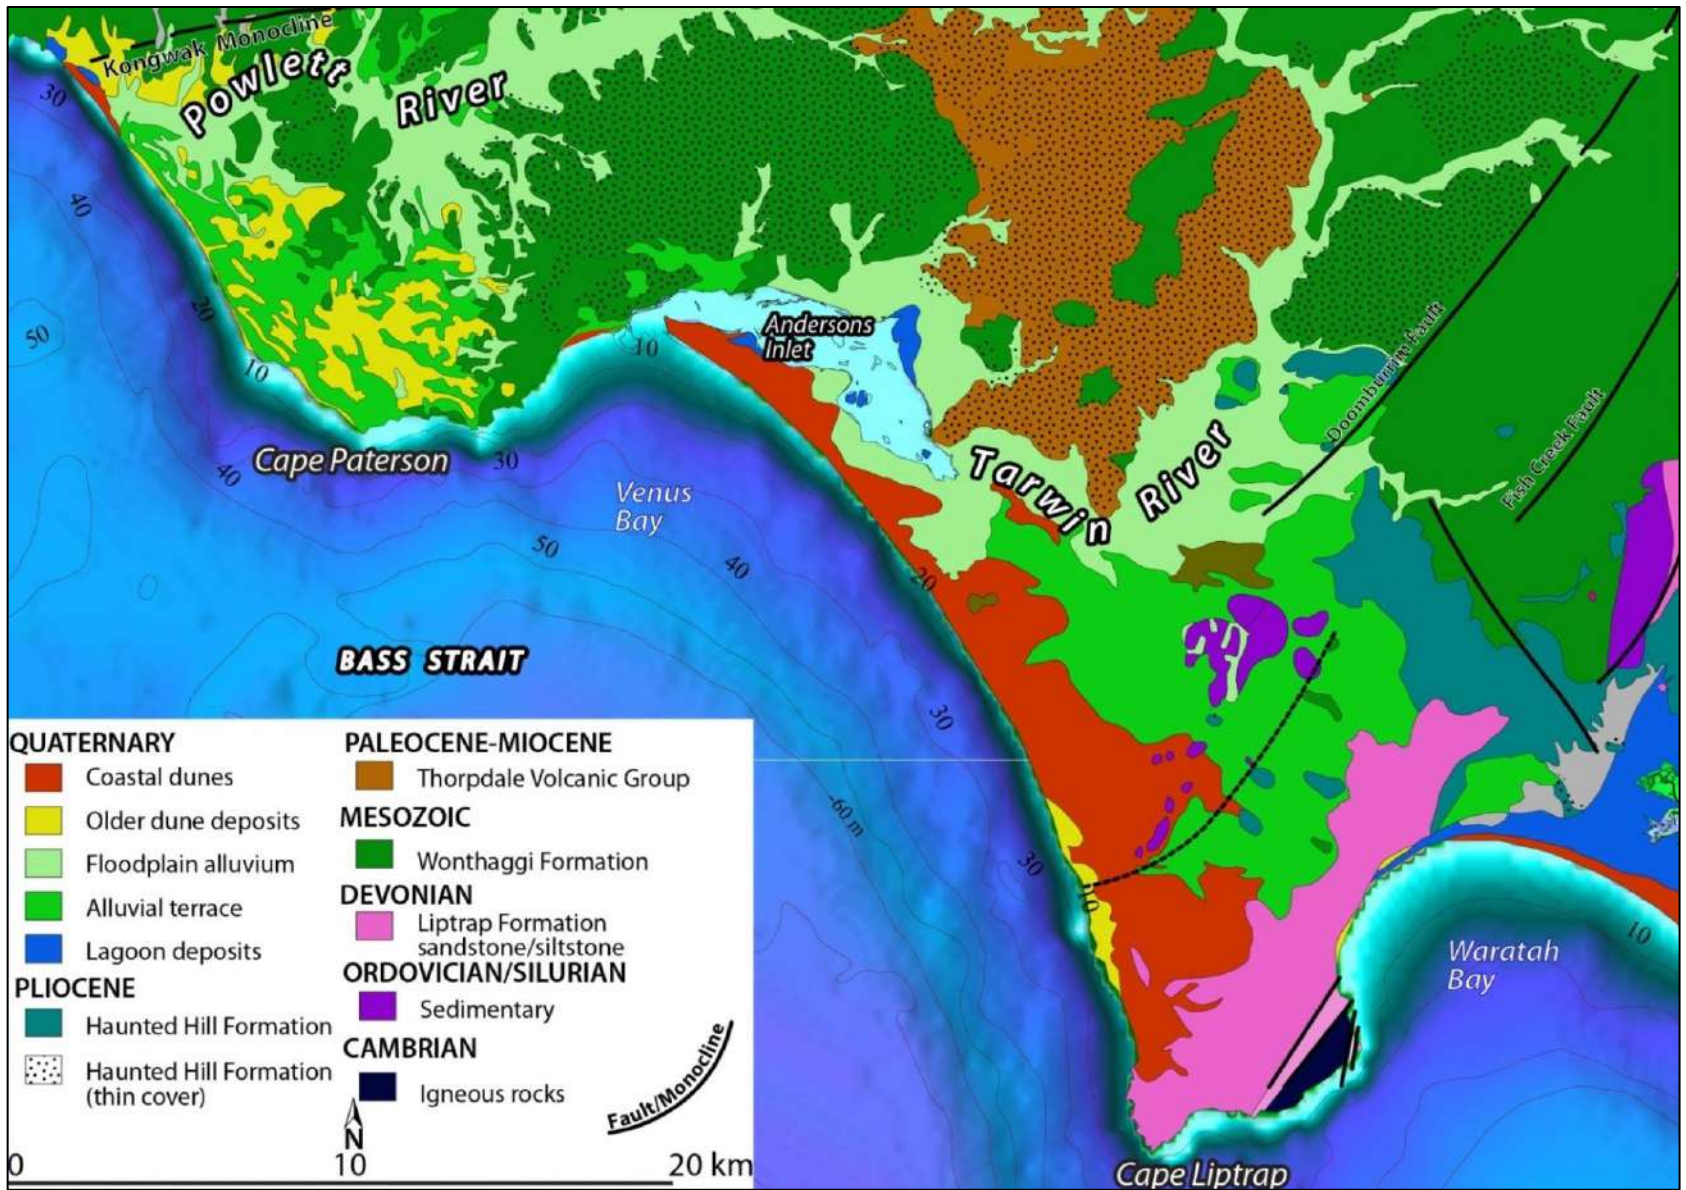 Kongwak Monocline
Powlett
River
30
40
50
20
10
Cape Paterson
40
30
10
Andersons
Inlet
Venus
Bay
50
40
Tarwin
River
Doomburrim Fault
Fish Creek Fault
20
BASS STRAIT
30
-60 m
30
10
Waratah
Bay
10
Cape Liptrap
QUATERNARY
Coastal dunes
Older dune deposits
Floodplain alluvium
Alluvial terrace
Lagoon deposits
PLIOCENE
Haunted Hill Formation
Haunted Hill Formation
(thin cover)
PALEOCENE-MIOCENE
Thorpdale Volcanic Group
MESOZOIC
Wonthaggi Formation
DEVONIAN
Liptrap Formation
sandstone/siltstone
ORDOVICIAN/SILURIAN
Sedimentary
CAMBRIAN
Igneous rocks
Fault/Monocline
N
0 10 20 km